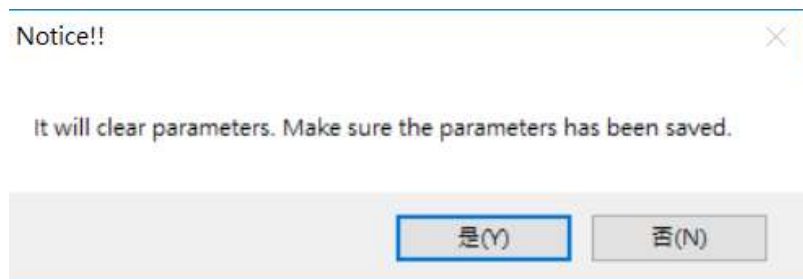 Notice!!
It will clear parameters. Make sure the parameters has been saved.
是(Y) 否(N)